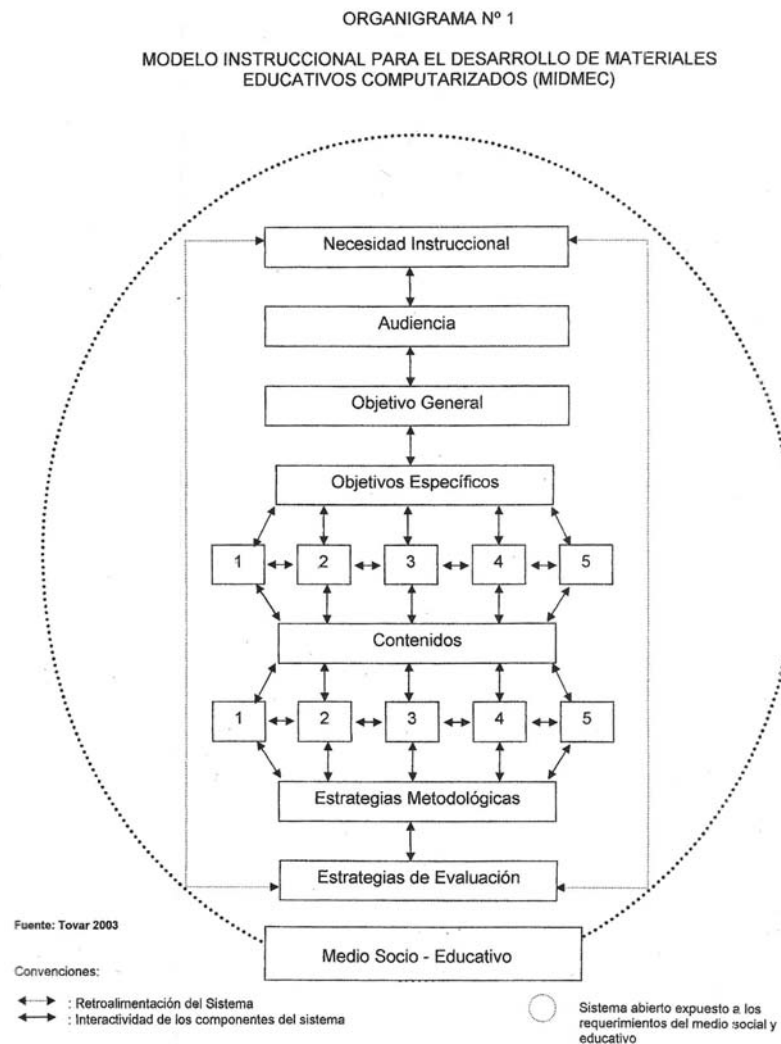 ORGANIGRAMA Nº 1
MODELO INSTRUCCIONAL PARA EL DESARROLLO DE MATERIALES
EDUCATIVOS COMPUTARIZADOS (MIDMEC)
Necesidad Instruccional
Audiencia
Objetivo General
Objetivos Específicos
1 2 3 4 5
Contenidos
1 2 3 4 5
Estrategias Metodológicas
Estrategias de Evaluación
Fuente: Tovar 2003
Medio Socio - Educativo
Convenciones:
: Retroalimentación del Sistema
: Interactividad de los componentes del sistema
Sistema abierto expuesto a los
requerimientos del medio social y
educativo